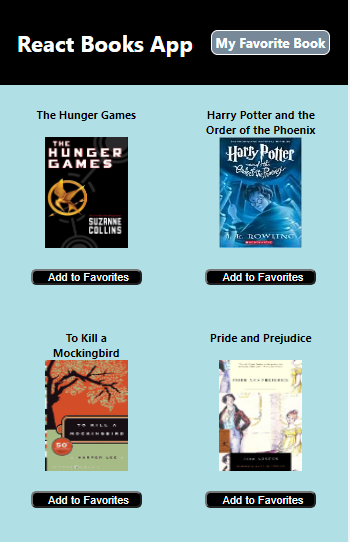 React Books App
My Favorite Book
The Hunger Games
THE
HUNGER
GAMES
SUZANNE
COLLINS
Add to Favorites
Harry Potter and the
Order of the Phoenix
Harry Potter
and the
Order of the Phoenix
J.K. ROWLING
SCHOLASTIC
Add to Favorites
To Kill a
Mockingbird
TO KILL A
MOCKINGBIRD
50
HARPER LEE
Add to Favorites
Pride and Prejudice
PRIDE AND PREJUDICE
JANE AUSTEN
Add to Favorites